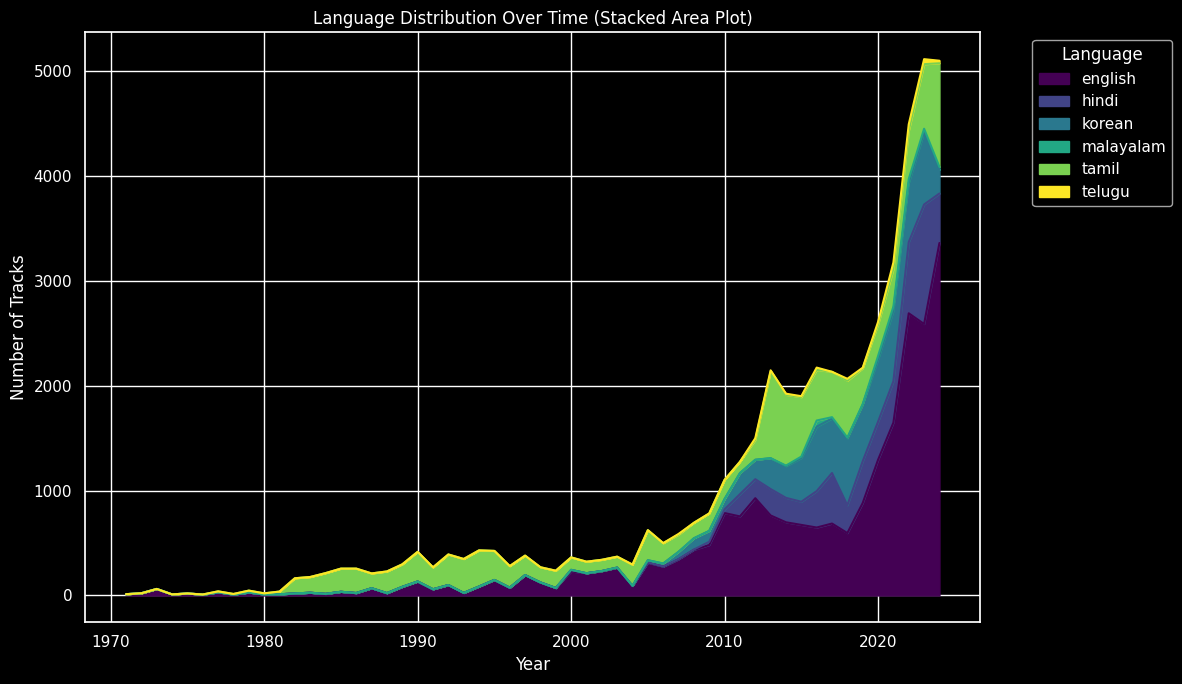 Language Distribution Over Time (Stacked Area Plot)
Number of Tracks
5000
4000
3000
2000
1000
0
1970 1980 1990 2000 2010 2020
Year
Language
english
hindi
korean
malayalam
tamil
telugu